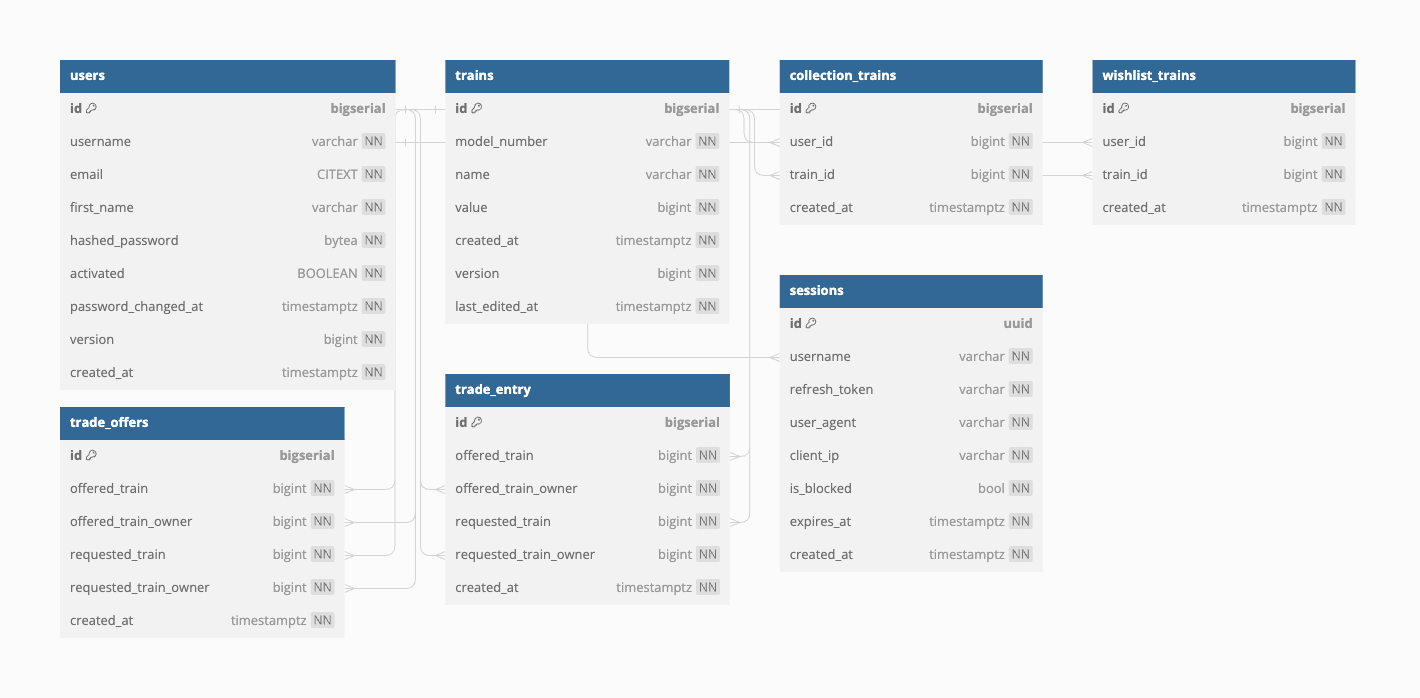 users
id bigserial
username varchar NN
email CITEXT NN
first_name varchar NN
hashed_password bytea NN
activated BOOLEAN NN
password_changed_at timestamptz NN
version bigint NN
created_at timestamptz NN
trains
id bigserial
model_number varchar NN
name varchar NN
value bigint NN
created_at timestamptz NN
version bigint NN
last_edited_at timestamptz NN
collection_trains
id bigserial
user_id bigint NN
train_id bigint NN
created_at timestamptz NN
wishlist_trains
id bigserial
user_id bigint NN
train_id bigint NN
created_at timestamptz NN
sessions
id uuid
username varchar NN
refresh_token varchar NN
user_agent varchar NN
client_ip varchar NN
is_blocked bool NN
expires_at timestamptz NN
created_at timestamptz NN
trade_entry
id bigserial
offered_train bigint NN
offered_train_owner bigint NN
requested_train bigint NN
requested_train_owner bigint NN
created_at timestamptz NN
trade_offers
id bigserial
offered_train bigint NN
offered_train_owner bigint NN
requested_train bigint NN
requested_train_owner bigint NN
created_at timestamptz NN